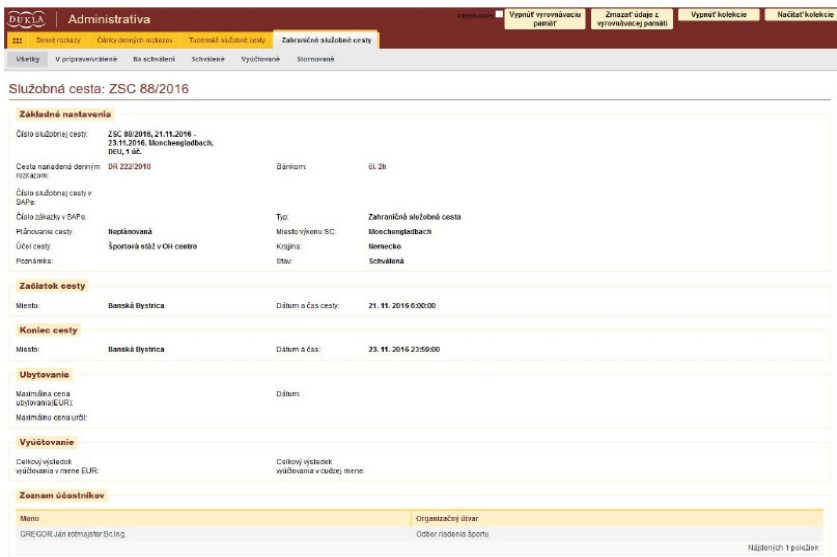 DUKLA Administratíva
Vypnúť vyrovnávaciu pamäť
Zmazať údaje z vyrovnávacej pamäti
Vypnúť kolekcie
Načítať kolekcie
Denné rozkazy Články denných rozkazov Tuzemské služobné cesty Zahraničné služobné cesty
Všetky V príprave/vrátené Na schválení Schválené Vyúčtované Stornované
Služobná cesta: ZSC 88/2016
Základné nastavenia
Číslo služobnej cesty: ZSC 88/2016, 21.11.2016 -
23.11.2016, Monchengladbach,
DEU, 1 úč.
Cesta nariadená denným DR 222/2016 článkom: čl. 2h
rozkazom:
Číslo služobnej cesty v
SAPe:
Číslo zákazky v SAPe: Typ: Zahraničná služobná cesta
Plánovanie cesty: Neplánovaná Miesto výkonu SC: Monchengladbach
Účel cesty: Športová stáž v OH centre Krajina: Nemecko
Poznámka: Stav: Schválená
Začiatok cesty
Miesto: Banská Bystrica Dátum a čas cesty: 21. 11. 2016 6:00:00
Koniec cesty
Miesto: Banská Bystrica Dátum a čas: 23. 11. 2016 23:59:00
Ubytovanie
Maximálna cena Dátum:
ubytovania(EUR):
Maximálnu cenu určil:
Vyúčtovanie
Celkový výsledok Celkový výsledok
vyúčtovania v mene EUR: vyúčtovania v cudzej mene:
Zoznam účastníkov
Meno Organizačný útvar
GREGOR Ján rotmajster Bc.Ing. Odbor riadenia športu
Nájdených 1 položiek